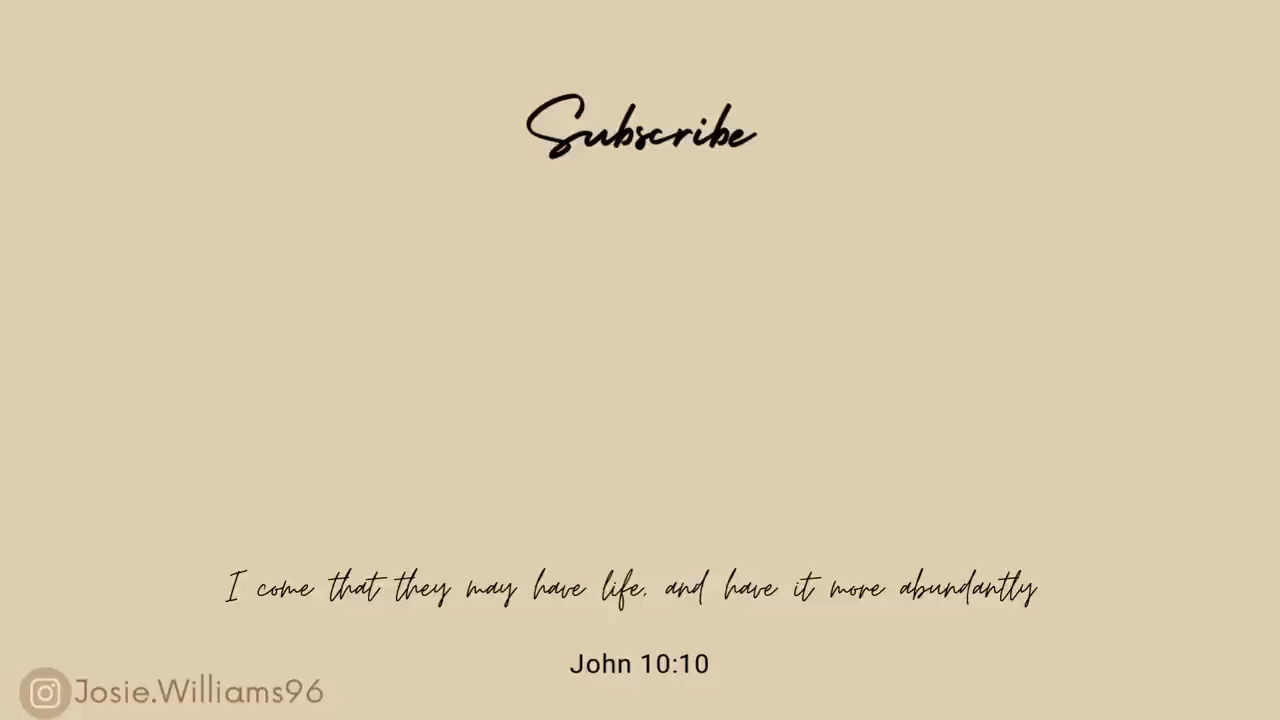 Subscribe
I come that they may have life, and have it more abundantly
John 10:10
Josie.Williams96